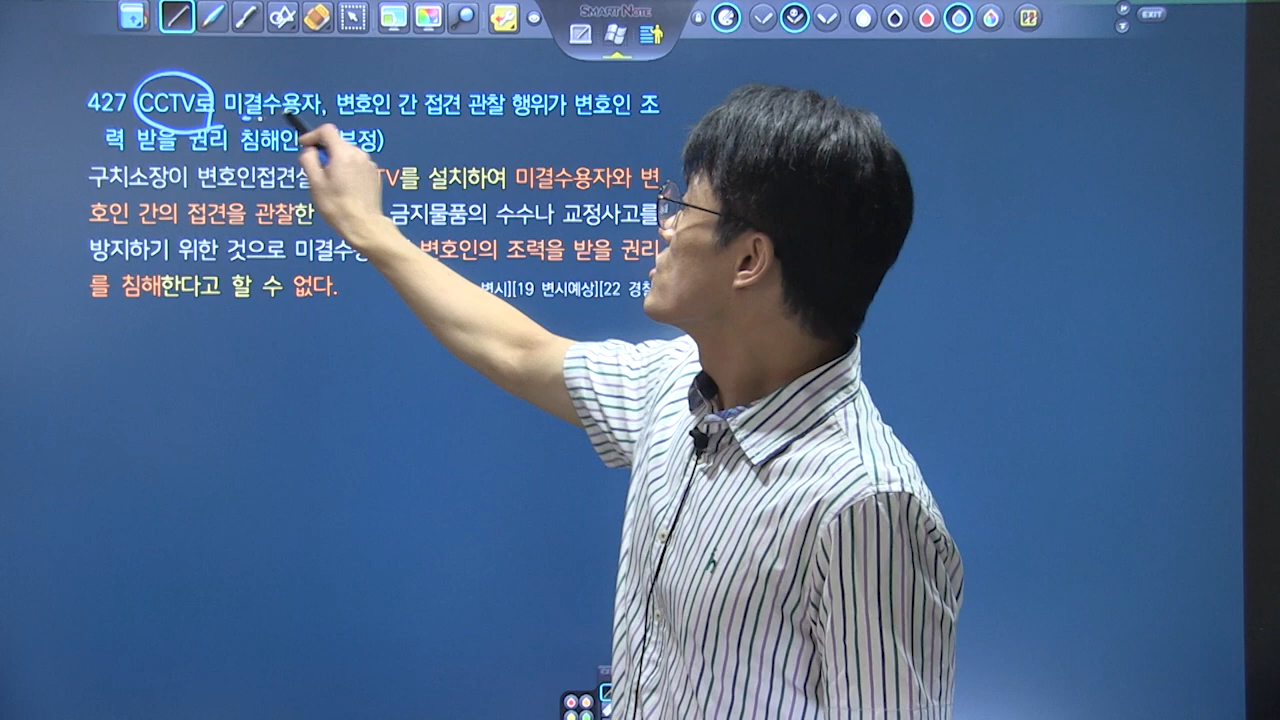 SMART NOTE
EXIT
427 CCTV로 미결수용자, 변호인 간 접견 관찰 행위가 변호인 조
력 받을 권리 침해인 부정)
구치소장이 변호인접견실 TV를 설치하여 미결수용자와 변
호인 간의 접견을 관찰한 금지물품의 수수나 교정사고를
방지하기 위한 것으로 미결수용 변호인의 조력을 받을 권리
를 침해한다고 할 수 없다.
변시][19 변시예상][22 경찰